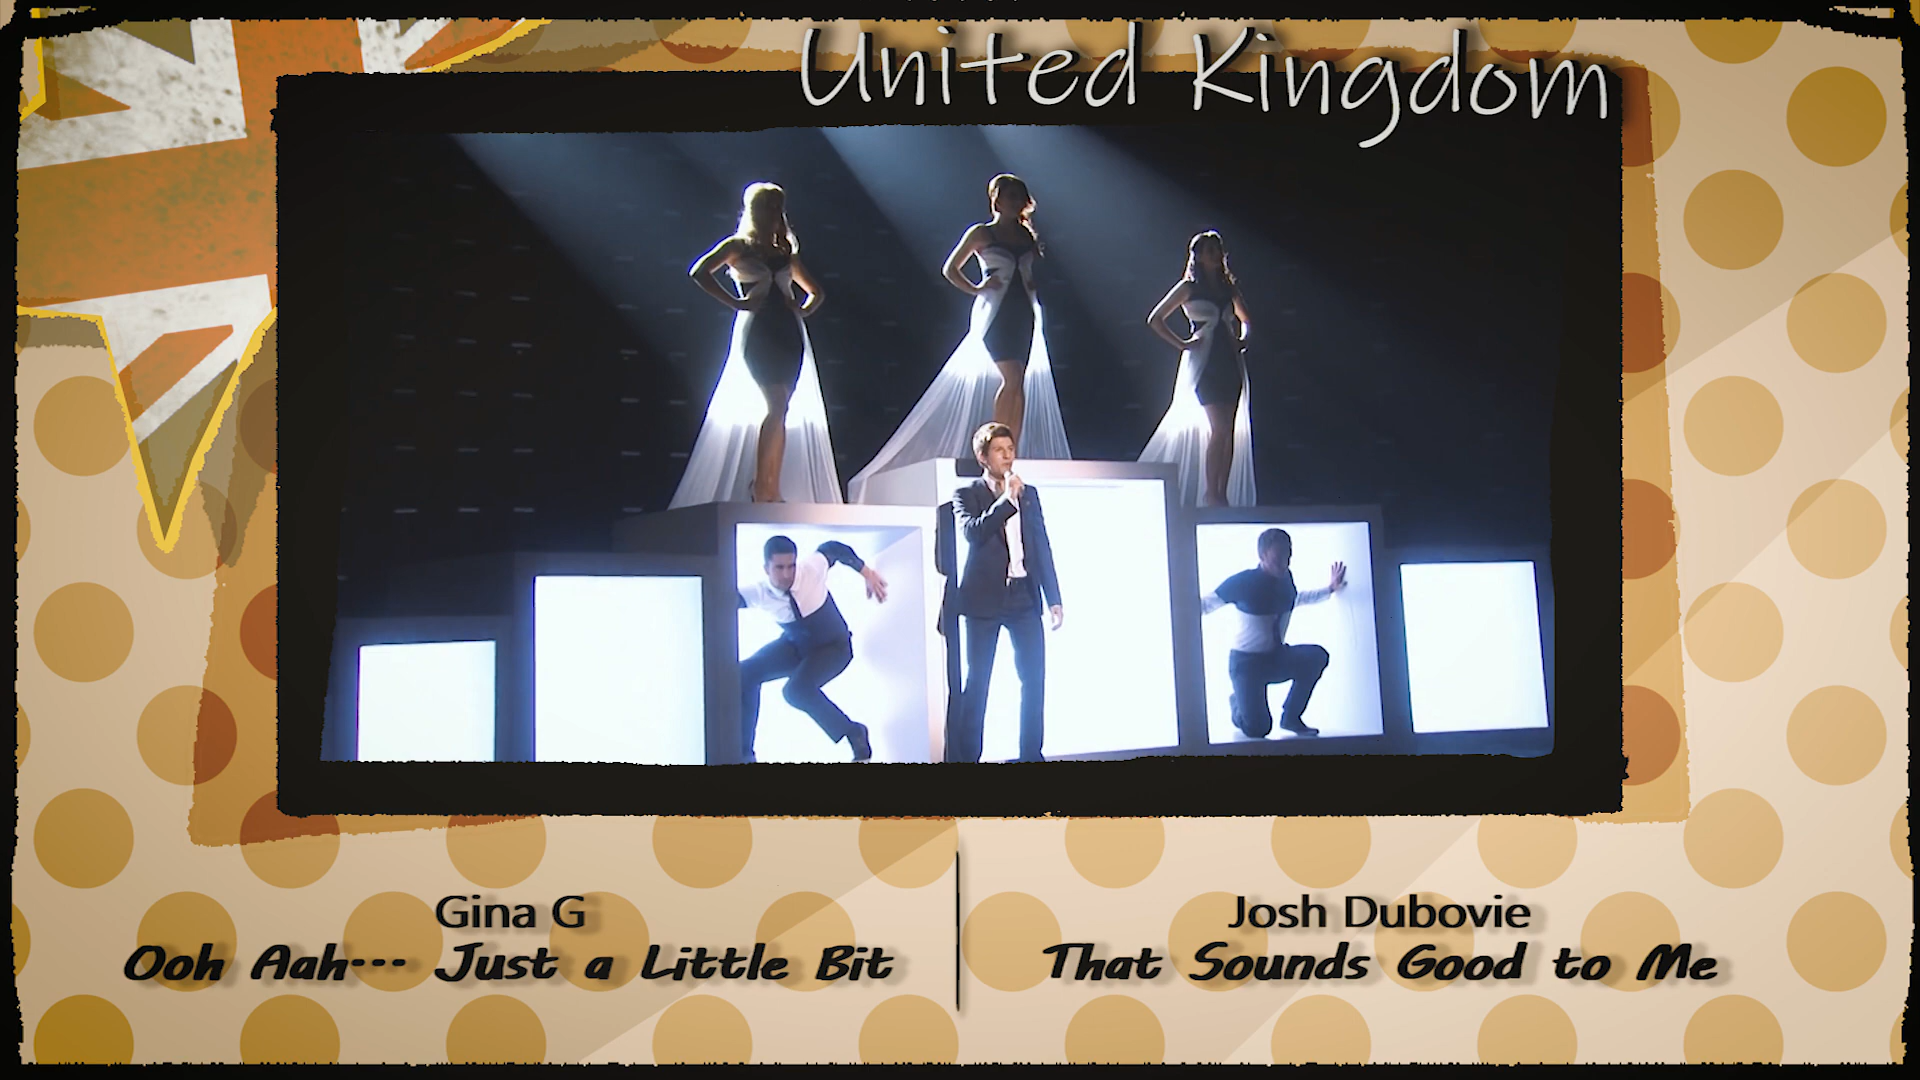 United Kingdom
Gina G
Ooh Aah... Just a Little Bit
Josh Dubovie
That Sounds Good to Me